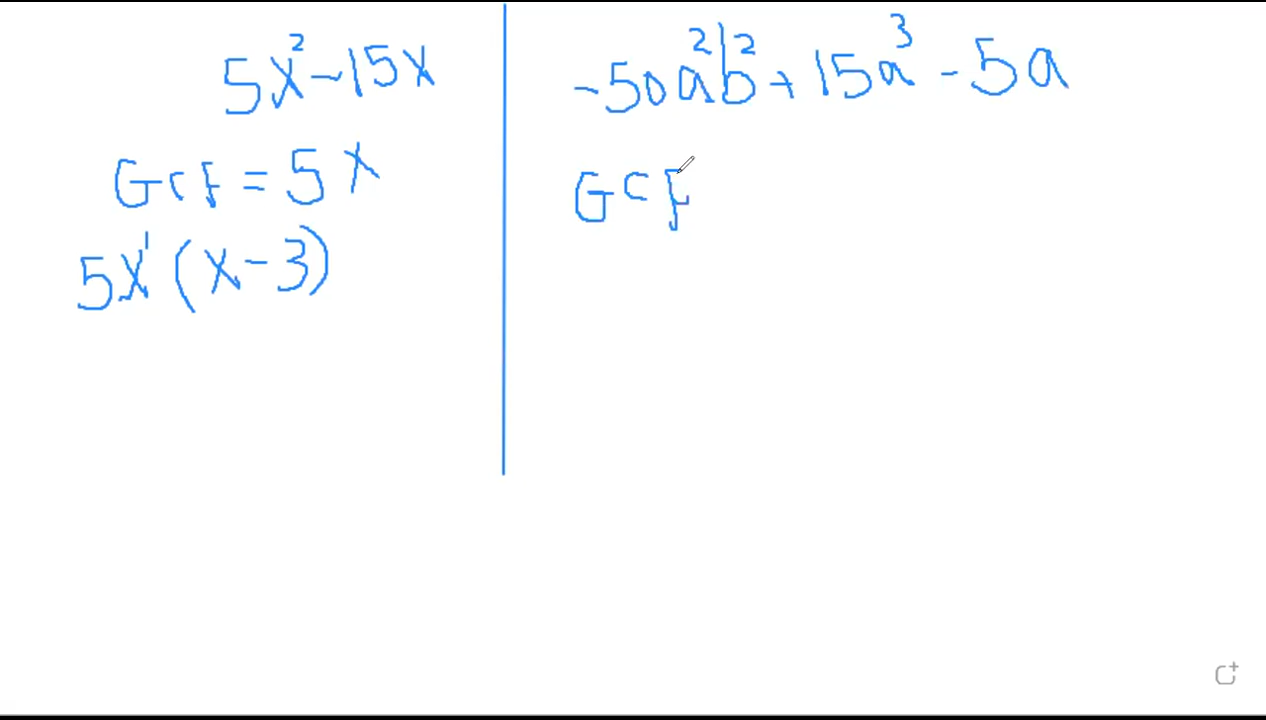 5x² - 15x
GCF = 5x
5x¹(x - 3)
-50a²b² + 15a³ - 5a
GCF